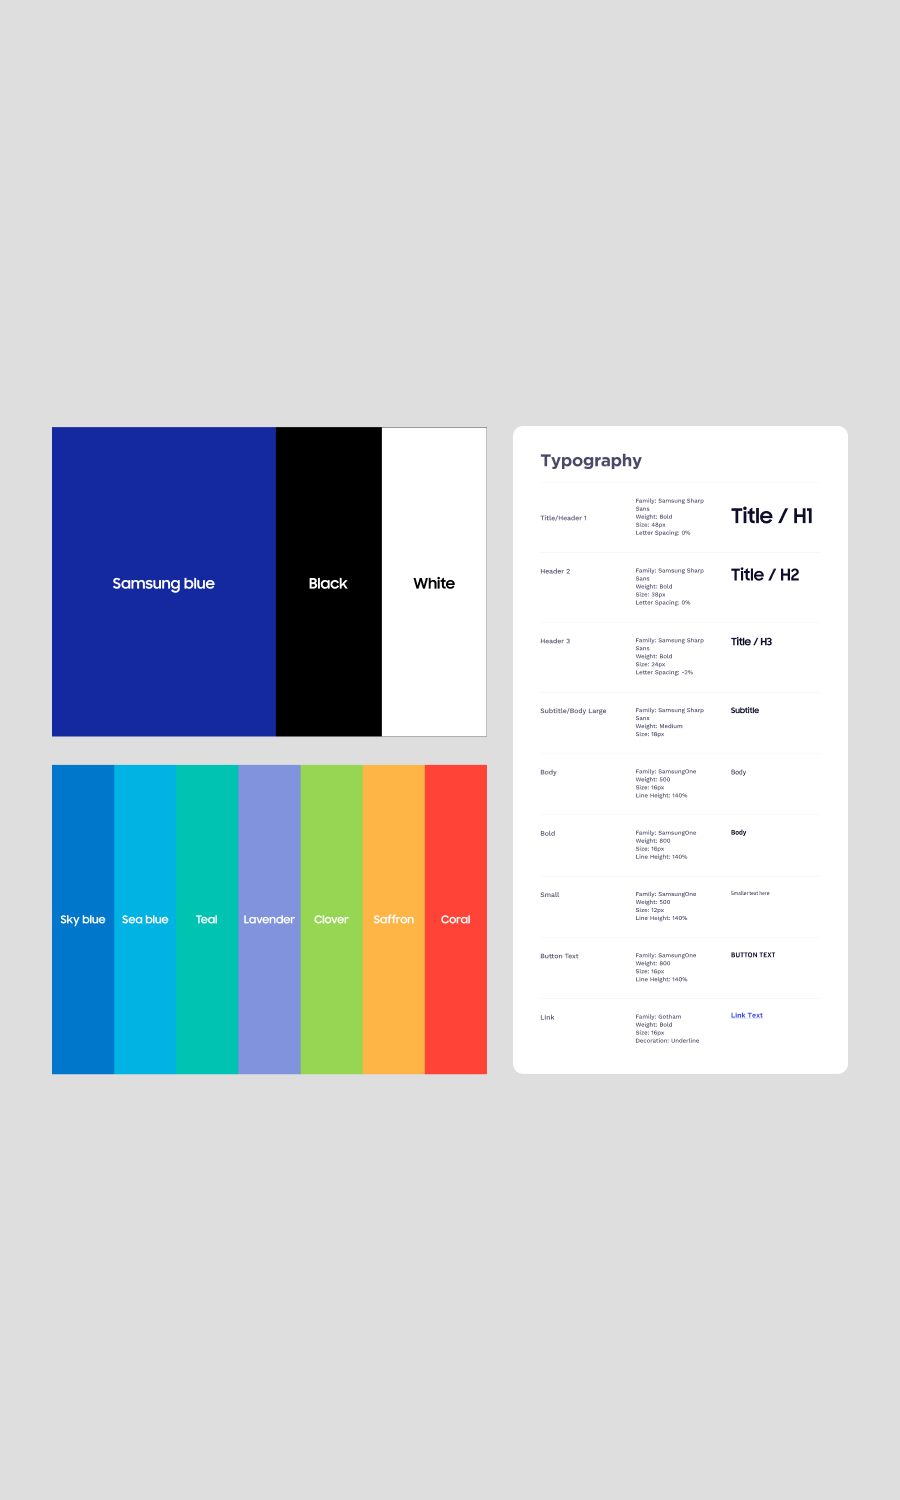 Samsung blue
Black
White
Sky blue
Sea blue
Teal
Lavender
Clover
Saffron
Coral
Typography
Title/Header 1
Family: Samsung Sharp
Sans
Weight: Bold
Size: 48px
Letter Spacing: 0%
Title / H1
Header 2
Family: Samsung Sharp
Sans
Weight: Bold
Size: 38px
Letter Spacing: 0%
Title / H2
Header 3
Family: Samsung Sharp
Sans
Weight: Bold
Size: 24px
Letter Spacing: -2%
Title / H3
Subtitle/Body Large
Family: Samsung Sharp
Sans
Weight: Medium
Size: 18px
Subtitle
Body
Family: SamsungOne
Weight: 500
Size: 16px
Line Height: 140%
Body
Bold
Family: SamsungOne
Weight: 800
Size: 16px
Line Height: 140%
Body
Small
Family: SamsungOne
Weight: 500
Size: 12px
Line Height: 140%
Smaller text here
Button Text
Family: SamsungOne
Weight: 800
Size: 16px
Line Height: 140%
BUTTON TEXT
Link
Family: Gotham
Weight: Bold
Size: 16px
Decoration: Underline
Link Text